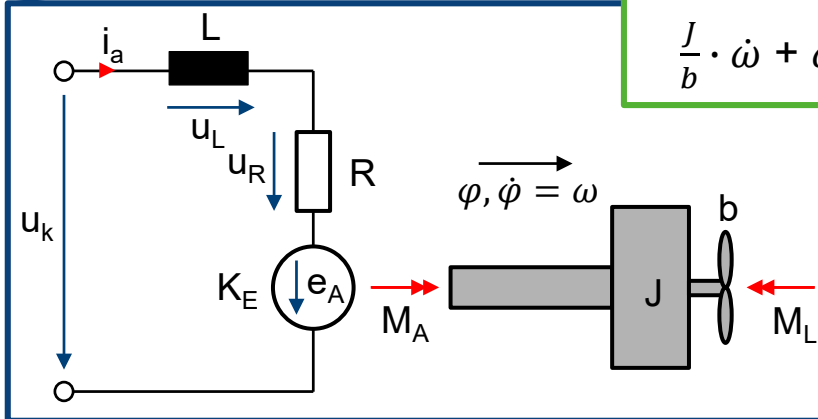 L
i_a
J/b · ω̇ +
u_L
u_R
R
φ, φ̇ = ω
b
u_k
K_E
e_A
M_A
J
M_L